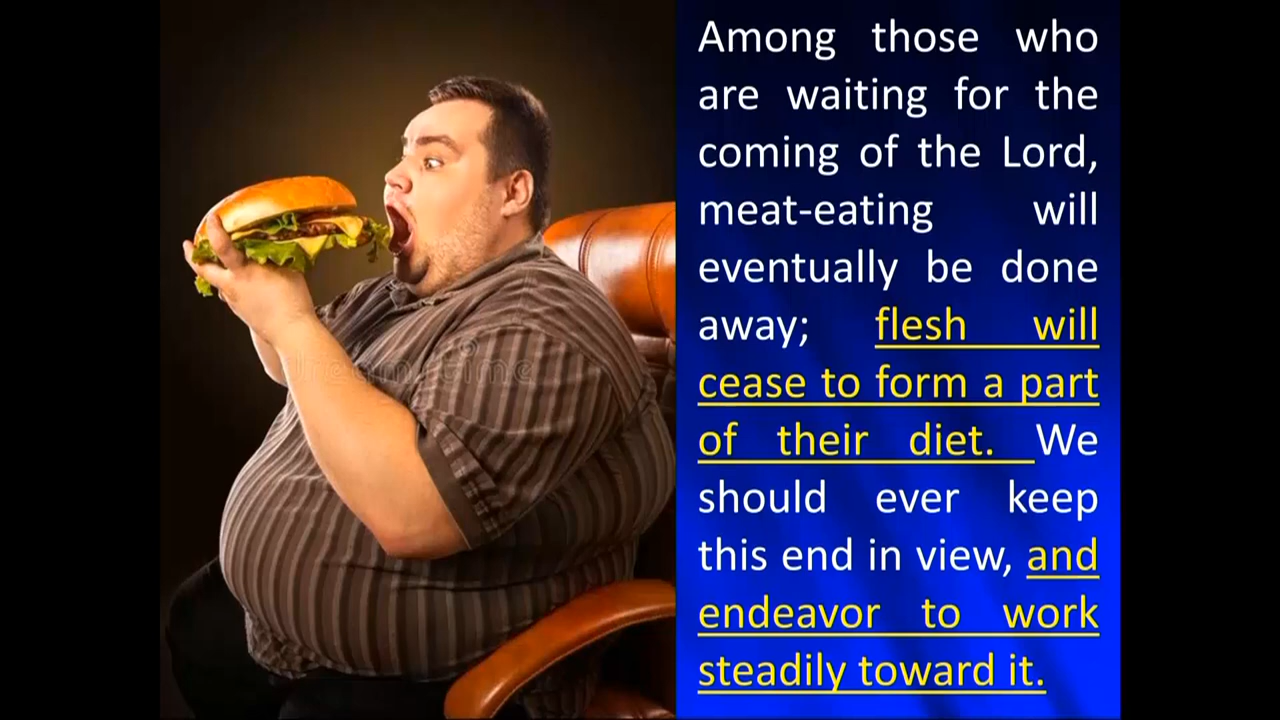 Among those who
are waiting for the
coming of the Lord,
meat-eating will
eventually be done
away; flesh will
cease to form a part
of their diet. We
should ever keep
this end in view, and
endeavor to work
steadily toward it.
dreamstime